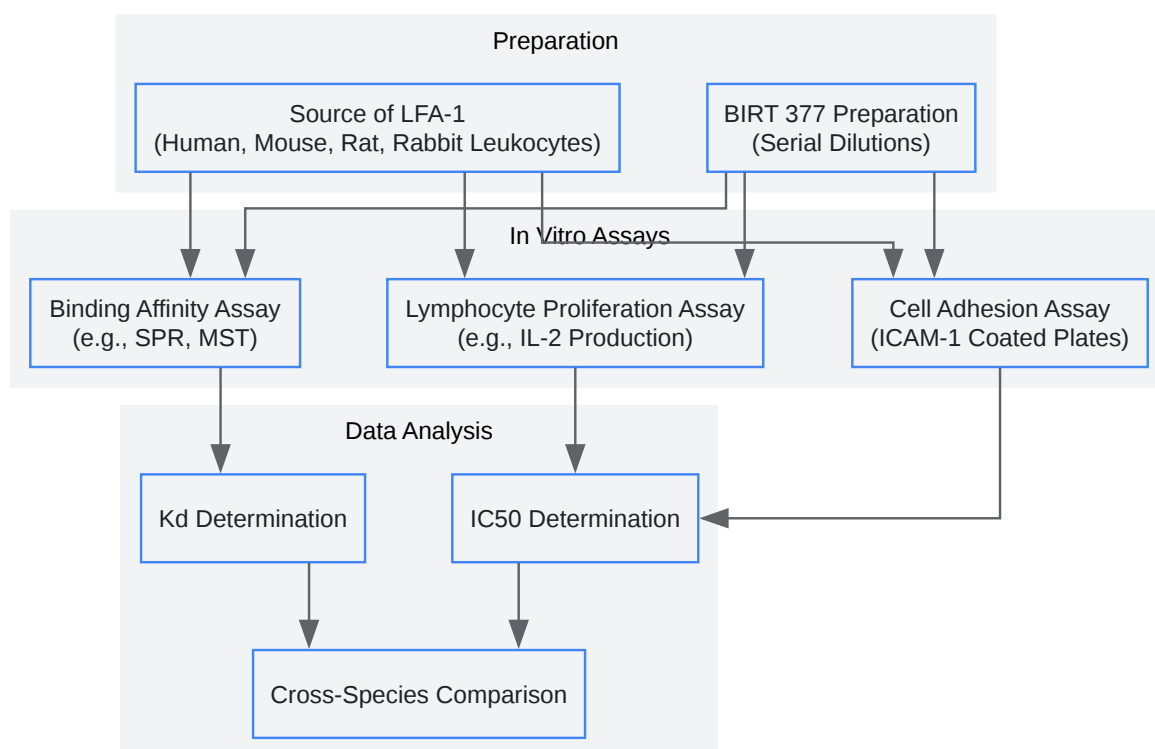 Preparation
Source of LFA-1
(Human, Mouse, Rat, Rabbit Leukocytes)
BIRT 377 Preparation
(Serial Dilutions)
In Vitro Assays
Binding Affinity Assay
(e.g., SPR, MST)
Lymphocyte Proliferation Assay
(e.g., IL-2 Production)
Cell Adhesion Assay
(ICAM-1 Coated Plates)
Data Analysis
Kd Determination
IC50 Determination
Cross-Species Comparison